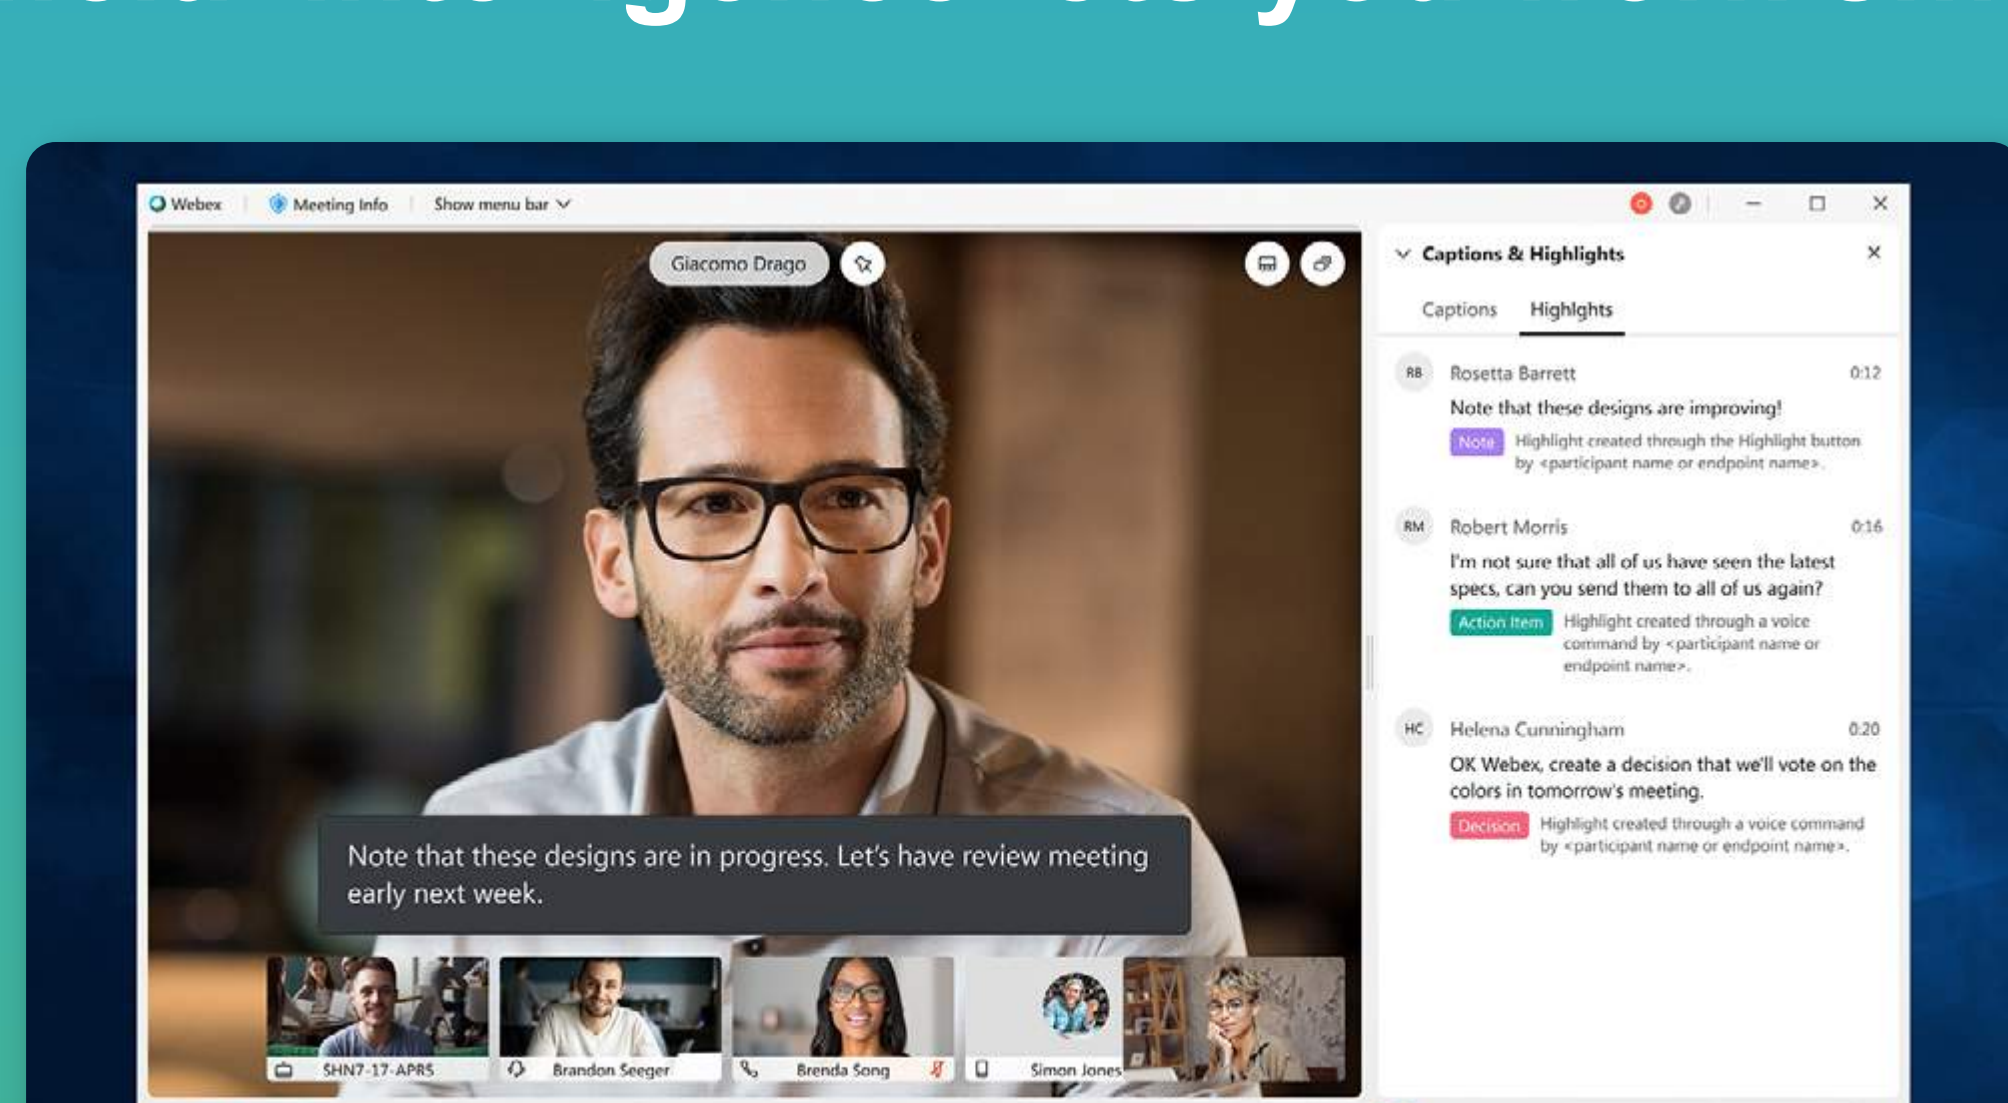 lets you
Webex
Meeting Info
Show menu bar
Giacomo Drago
Note that these designs are in progress. Let's have review meeting
early next week.
SHN7-17-APR5
Brandon Seeger
Brenda Song
Simon Jones
Captions & Highlights
Captions
Highlghts
RB
Rosetta Barrett
0:12
Note that these designs are improving!
Note
Highlight created through the Highlight button
by <participant name or endpoint name>.
RM
Robert Morris
0:16
I'm not sure that all of us have seen the latest
specs, can you send them to all of us again?
Action Item
Highlight created through a voice
command by <participant name or
endpoint name>.
HC
Helena Cunningham
0:20
OK Webex, create a decision that we'll vote on the
colors in tomorrow's meeting.
Decision
Highlight created through a voice command
by <participant name or endpoint name>.